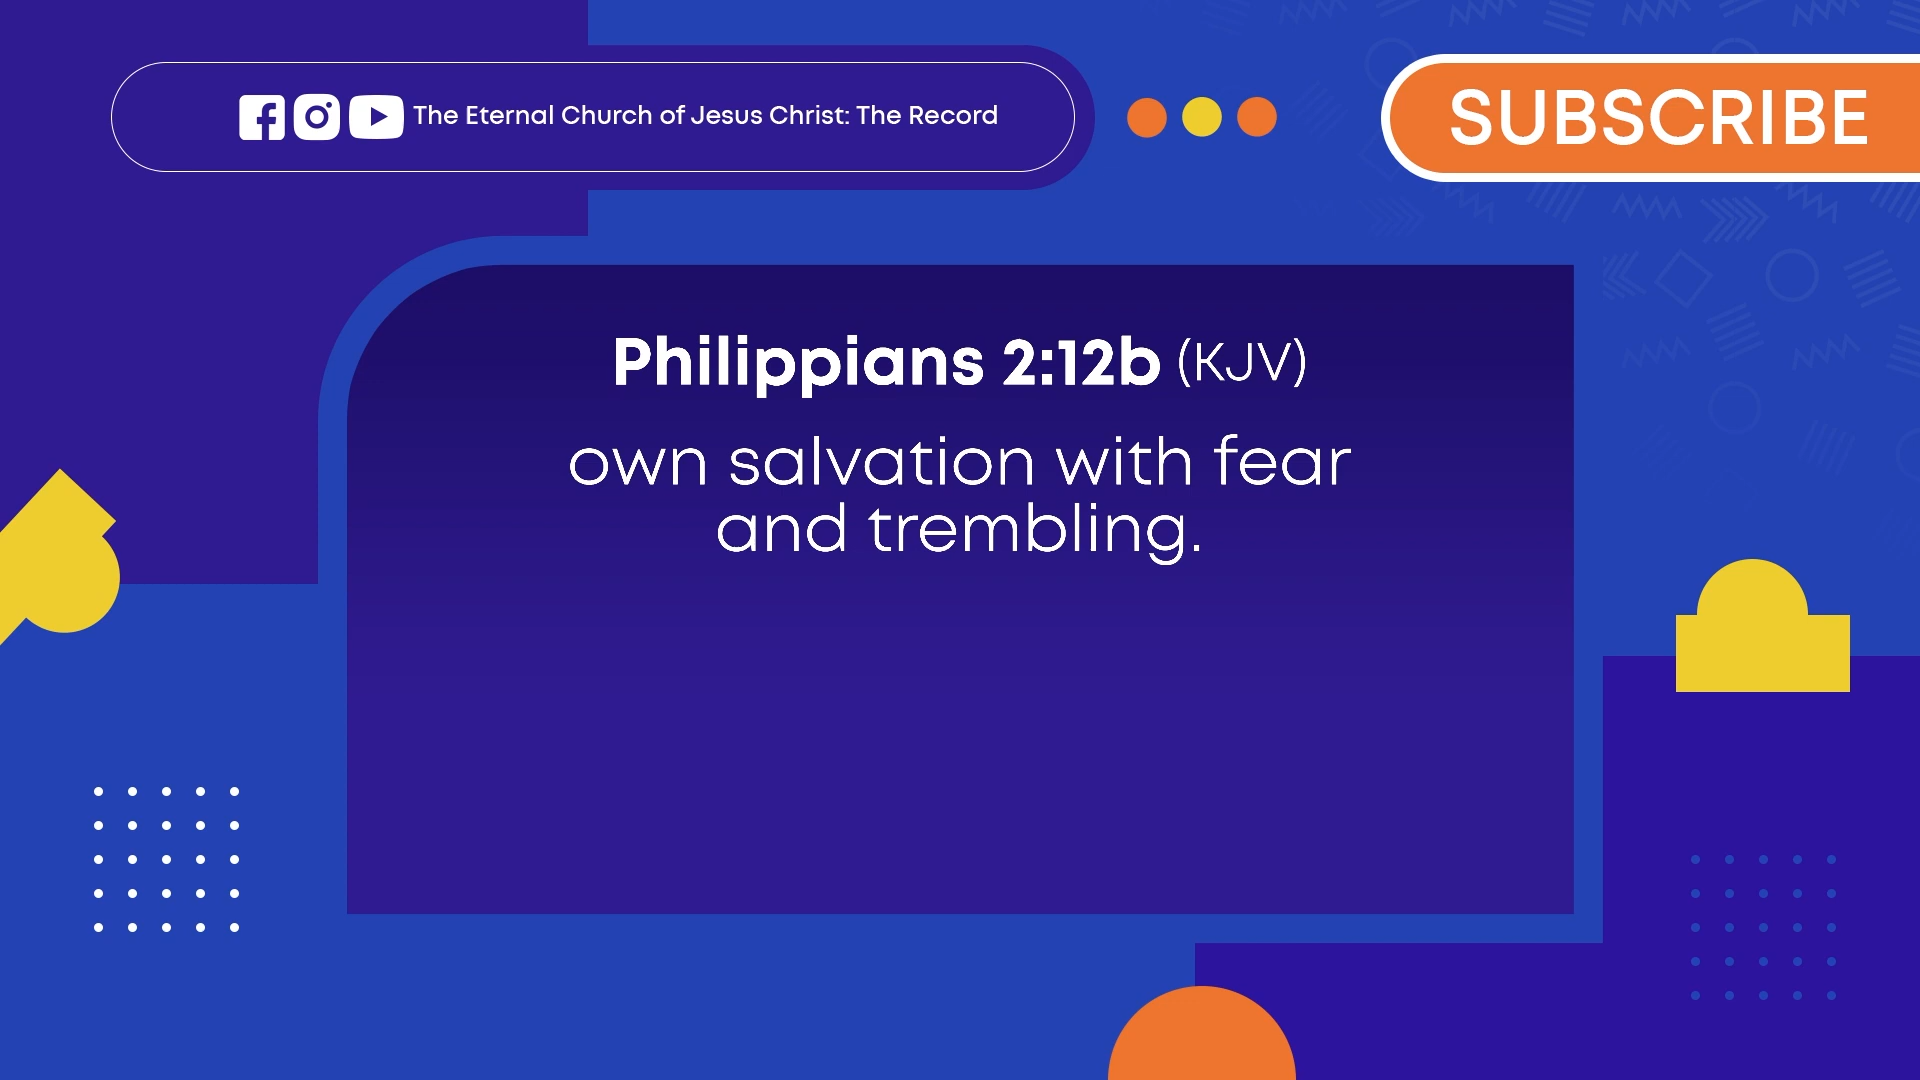 The Eternal Church of Jesus Christ: The Record
SUBSCRIBE
Philippians 2:12b (KJV)
own salvation with fear
and trembling.